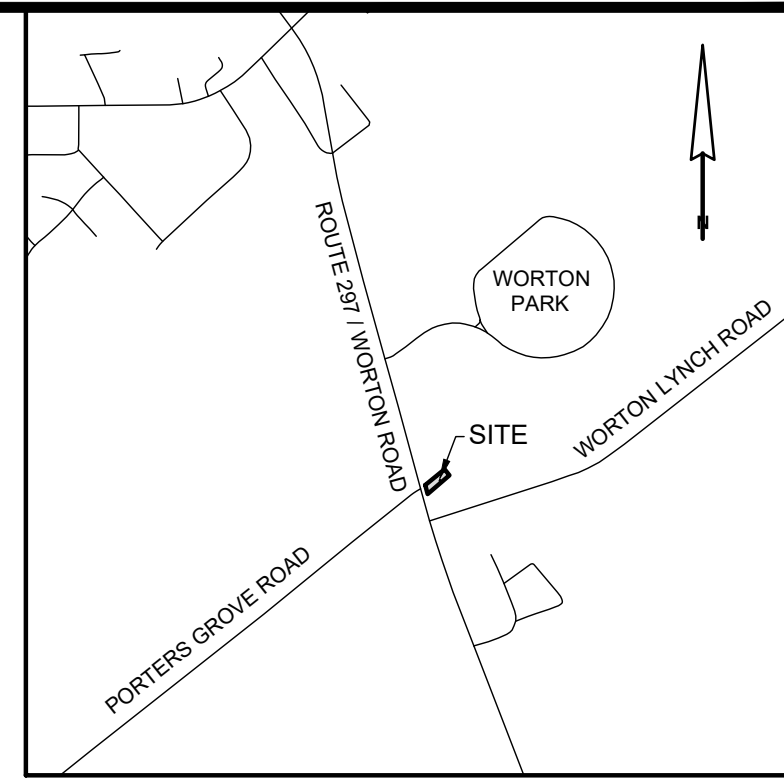 N
ROUTE 297 / WORTON ROAD
WORTON
PARK
WORTON LYNCH ROAD
SITE
PORTERS GROVE ROAD